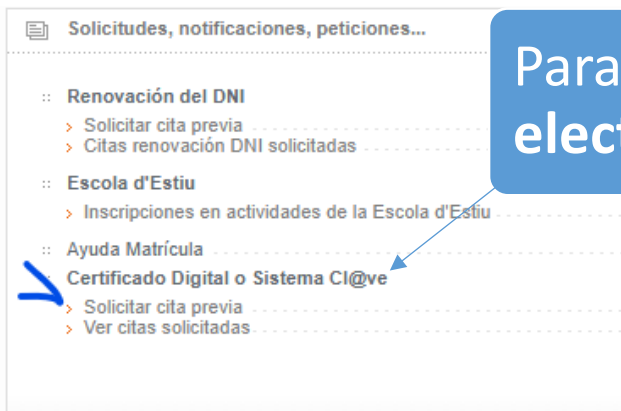 Solicitudes, notificaciones, peticiones...
Para
elect
:: Renovación del DNI
> Solicitar cita previa
> Citas renovación DNI solicitadas
:: Escola d'Estiu
> Inscripciones en actividades de la Escola d'Estiu
:: Ayuda Matrícula
:: Certificado Digital o Sistema Cl@ve
> Solicitar cita previa
> Ver citas solicitadas